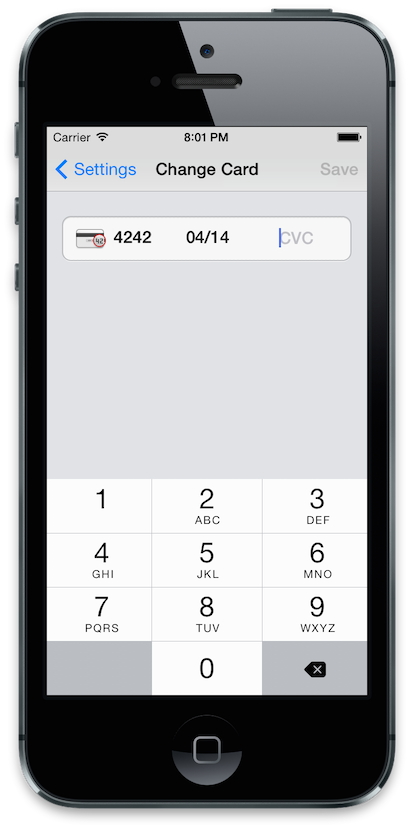 Carrier 8:01 PM
Settings Change Card Save
4242 04/14 CVC
1 2 3
ABC DEF
4 5 6
GHI JKL MNO
7 8 9
PQRS TUV WXYZ
0